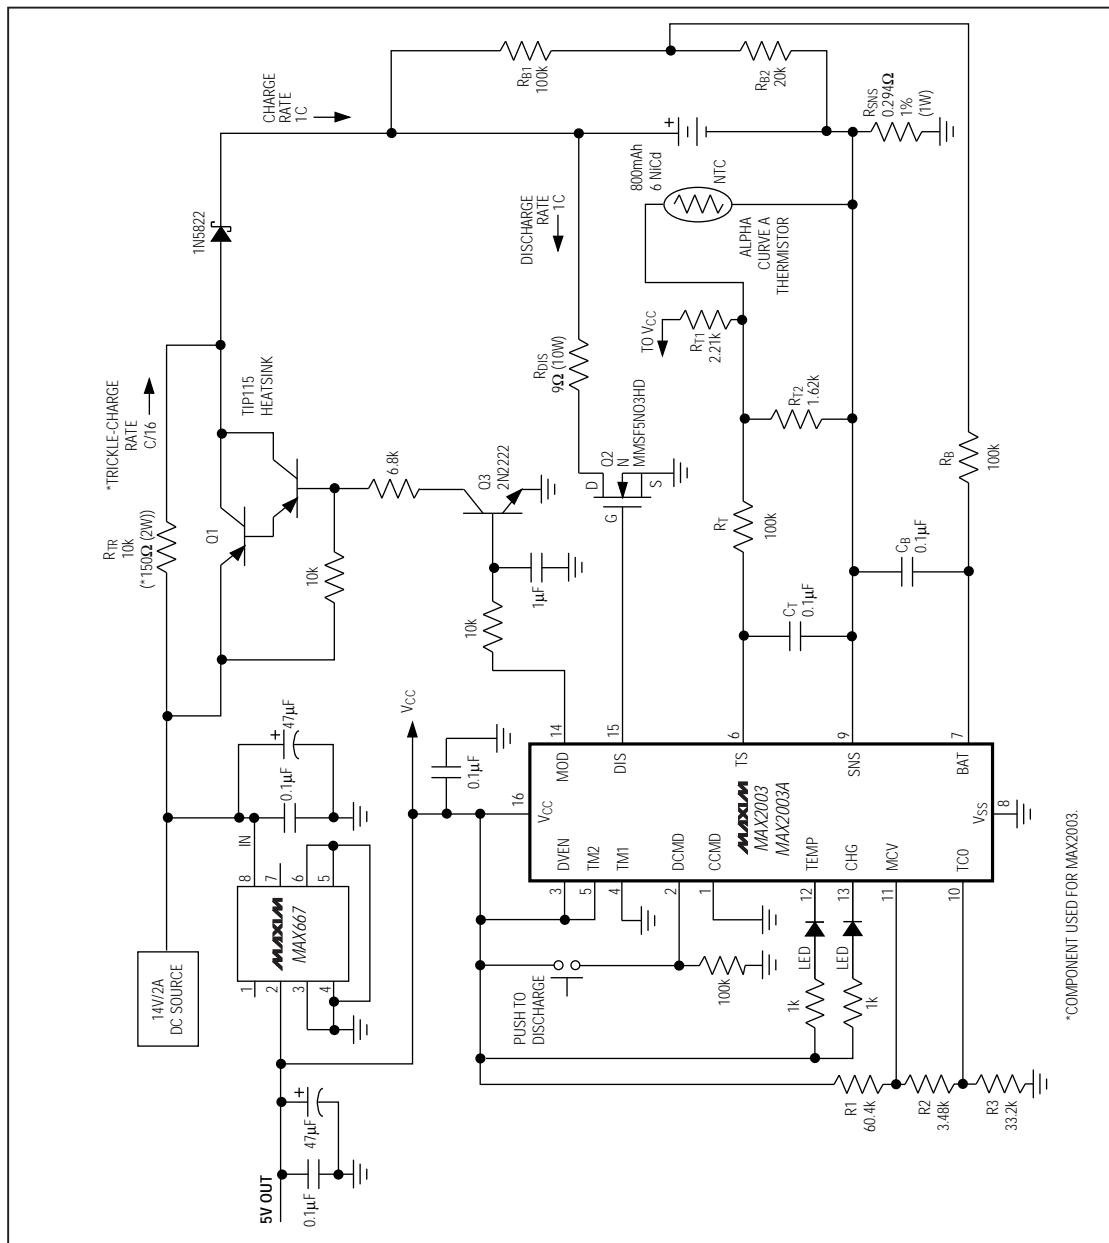 14V/2A
DC SOURCE
5V OUT
0.1µF
47µF
MAXIM
MAX667
1
2
3
4
5
6
7
8
IN
0.1µF
47µF
*TRICKLE-CHARGE
RATE
C/16
RTR
10k
(*150Ω (2W))
Q1
TIP115
HEATSINK
10k
6.8k
1N5822
CHARGE
RATE
1C
Q3
2N2222
10k
1µF
VCC
0.1µF
DISCHARGE
RATE 1C
RDIS
9Ω (10W)
Q2
N
MMSF5NO3HD
D
G
S
RB1
100k
RB2
20k
800mAh
6 NiCd
+
NTC
ALPHA
CURVE A
THERMISTOR
RSNS
0.294Ω
1%
(1W)
TO VCC
RT1
2.21k
RT2
1.62k
RT
100k
CT
0.1µF
RB
100k
CB
0.1µF
14
15
6
9
7
16
MOD
DIS
TS
SNS
BAT
VCC
MAXIM
MAX2003
MAX2003A
VSS
8
DVEN
TM2
TM1
DCMD
CCMD
TEMP
CHG
MCV
TC0
3
5
4
2
1
12
13
11
10
PUSH TO
DISCHARGE
100k
LED
LED
1k
1k
R1
60.4k
R2
3.48k
R3
33.2k
*COMPONENT USED FOR MAX2003.